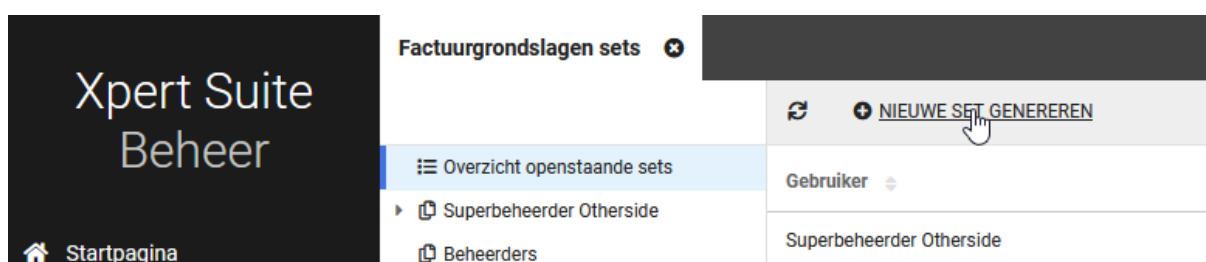 Xpert Suite
Beheer
Startpagina
Factuurgrondslagen sets
Overzicht openstaande sets
Superbeheerder Otherside
Beheerders
NIEUWE SET GENEREREN
Gebruiker
Superbeheerder Otherside